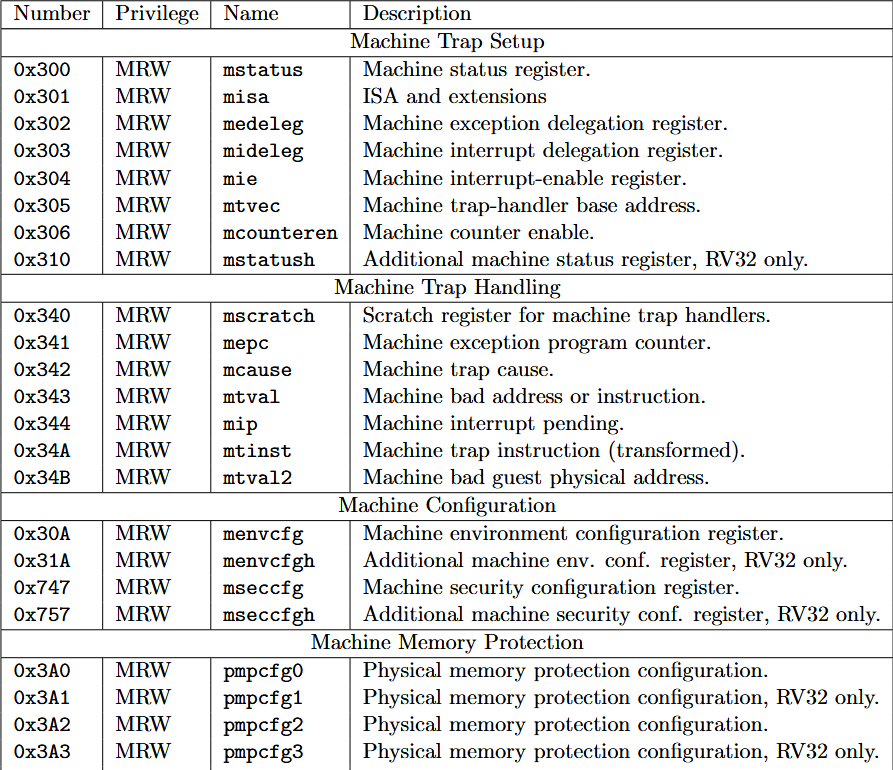 Number Privilege Name Description
Machine Trap Setup
0x300 MRW mstatus Machine status register.
0x301 MRW misa ISA and extensions
0x302 MRW medeleg Machine exception delegation register.
0x303 MRW mideleg Machine interrupt delegation register.
0x304 MRW mie Machine interrupt-enable register.
0x305 MRW mtvec Machine trap-handler base address.
0x306 MRW mcounteren Machine counter enable.
0x310 MRW mstatush Additional machine status register, RV32 only.
Machine Trap Handling
0x340 MRW mscratch Scratch register for machine trap handlers.
0x341 MRW mepc Machine exception program counter.
0x342 MRW mcause Machine trap cause.
0x343 MRW mtval Machine bad address or instruction.
0x344 MRW mip Machine interrupt pending.
0x34A MRW mtinst Machine trap instruction (transformed).
0x34B MRW mtval2 Machine bad guest physical address.
Machine Configuration
0x30A MRW menvcfg Machine environment configuration register.
0x31A MRW menvcfgh Additional machine env. conf. register, RV32 only.
0x747 MRW mseccfg Machine security configuration register.
0x757 MRW mseccfgh Additional machine security conf. register, RV32 only.
Machine Memory Protection
0x3A0 MRW pmpcfg0 Physical memory protection configuration.
0x3A1 MRW pmpcfg1 Physical memory protection configuration, RV32 only.
0x3A2 MRW pmpcfg2 Physical memory protection configuration.
0x3A3 MRW pmpcfg3 Physical memory protection configuration, RV32 only.